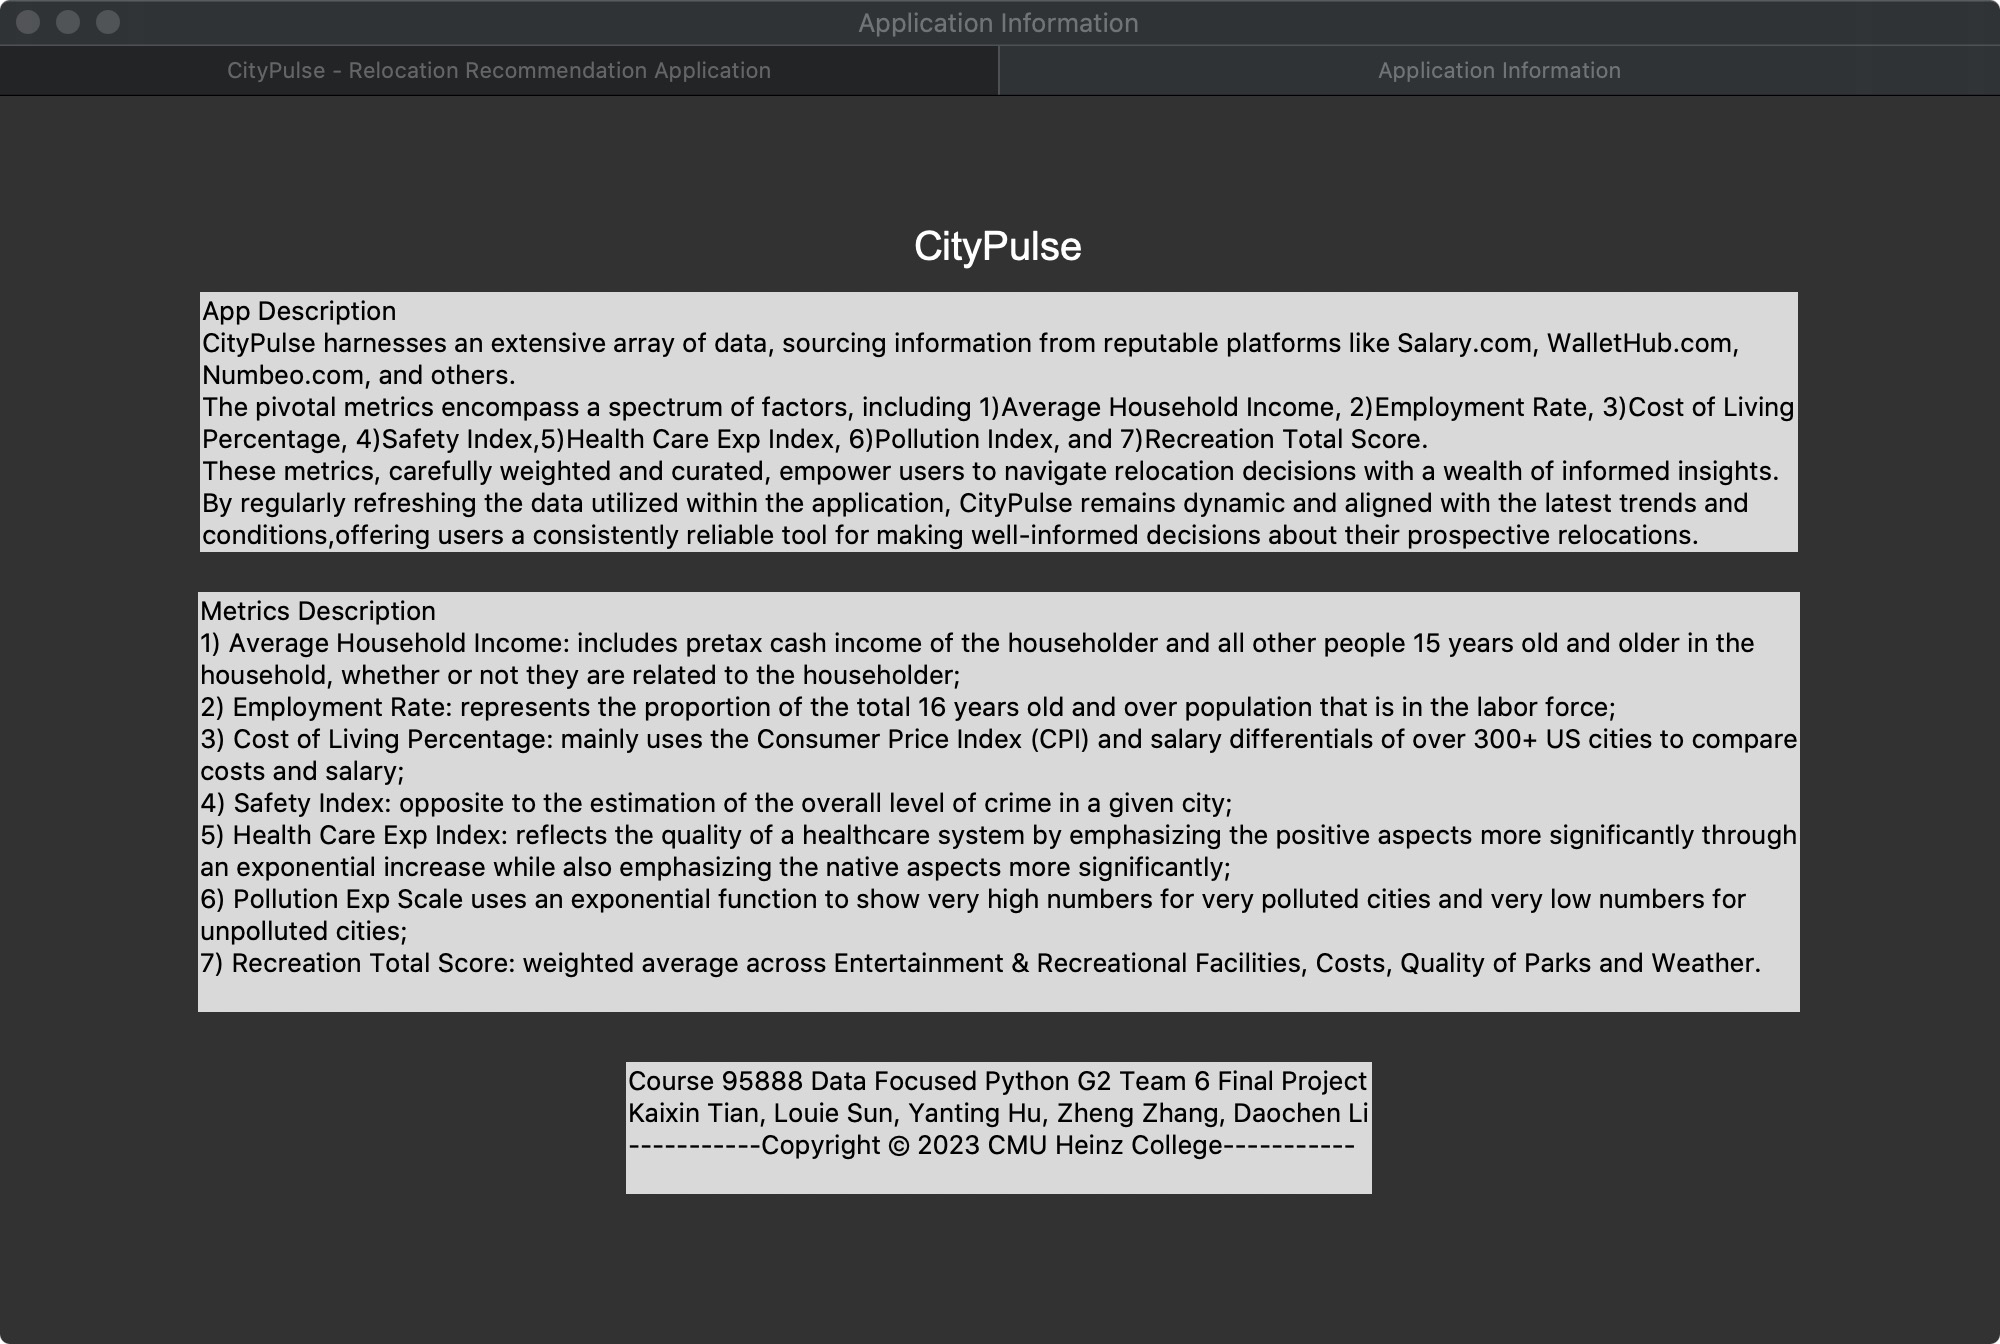 Application Information
CityPulse - Relocation Recommendation Application
Application Information
CityPulse
App Description
CityPulse harnesses an extensive array of data, sourcing information from reputable platforms like Salary.com, WalletHub.com,
Numbeo.com, and others.
The pivotal metrics encompass a spectrum of factors, including 1)Average Household Income, 2)Employment Rate, 3)Cost of Living
Percentage, 4)Safety Index,5)Health Care Exp Index, 6)Pollution Index, and 7)Recreation Total Score.
These metrics, carefully weighted and curated, empower users to navigate relocation decisions with a wealth of informed insights.
By regularly refreshing the data utilized within the application, CityPulse remains dynamic and aligned with the latest trends and
conditions,offering users a consistently reliable tool for making well-informed decisions about their prospective relocations.
Metrics Description
1) Average Household Income: includes pretax cash income of the householder and all other people 15 years old and older in the
household, whether or not they are related to the householder;
2) Employment Rate: represents the proportion of the total 16 years old and over population that is in the labor force;
3) Cost of Living Percentage: mainly uses the Consumer Price Index (CPI) and salary differentials of over 300+ US cities to compare
costs and salary;
4) Safety Index: opposite to the estimation of the overall level of crime in a given city;
5) Health Care Exp Index: reflects the quality of a healthcare system by emphasizing the positive aspects more significantly through
an exponential increase while also emphasizing the native aspects more significantly;
6) Pollution Exp Scale uses an exponential function to show very high numbers for very polluted cities and very low numbers for
unpolluted cities;
7) Recreation Total Score: weighted average across Entertainment & Recreational Facilities, Costs, Quality of Parks and Weather.
Course 95888 Data Focused Python G2 Team 6 Final Project
Kaixin Tian, Louie Sun, Yanting Hu, Zheng Zhang, Daochen Li
-----------Copyright © 2023 CMU Heinz College-----------